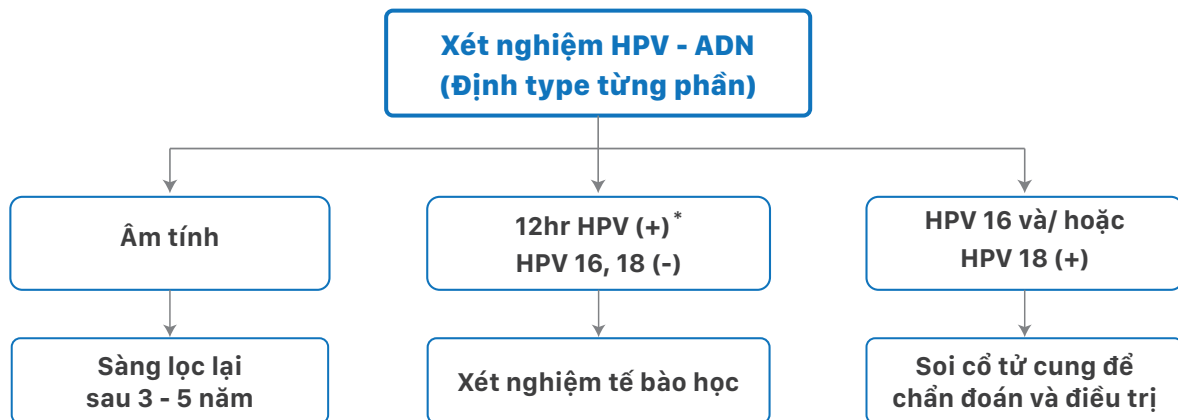 Xét nghiệm HPV - ADN
(Định type từng phần)
Âm tính
12hr HPV (+)*
HPV 16, 18 (-)
HPV 16 và/ hoặc
HPV 18 (+)
Sàng lọc lại
sau 3 - 5 năm
Xét nghiệm tế bào học
Soi cổ tử cung để
chẩn đoán và điều trị